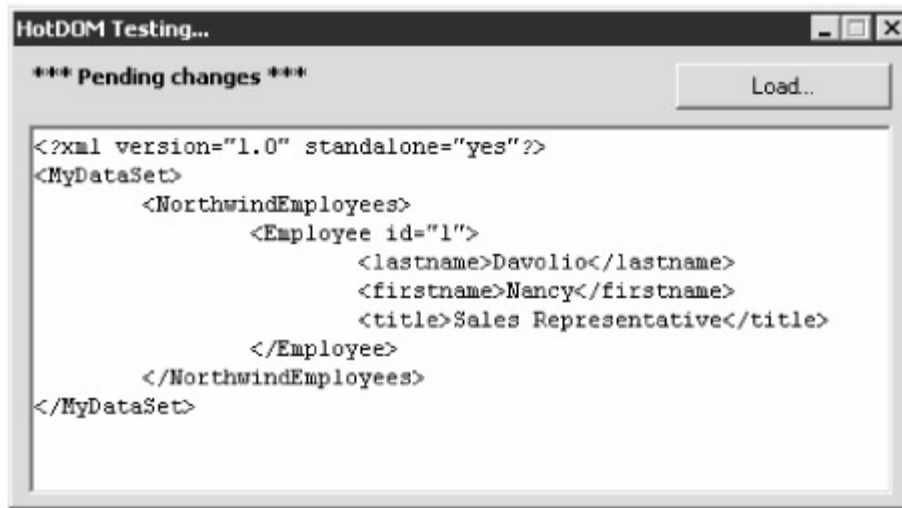 HotDOM Testing...
*** Pending changes ***
Load...
<?xml version="1.0" standalone="yes"?>
<MyDataSet>
<NorthwindEmployees>
<Employee id="1">
<lastname>Davolio</lastname>
<firstname>Nancy</firstname>
<title>Sales Representative</title>
</Employee>
</NorthwindEmployees>
</MyDataSet>